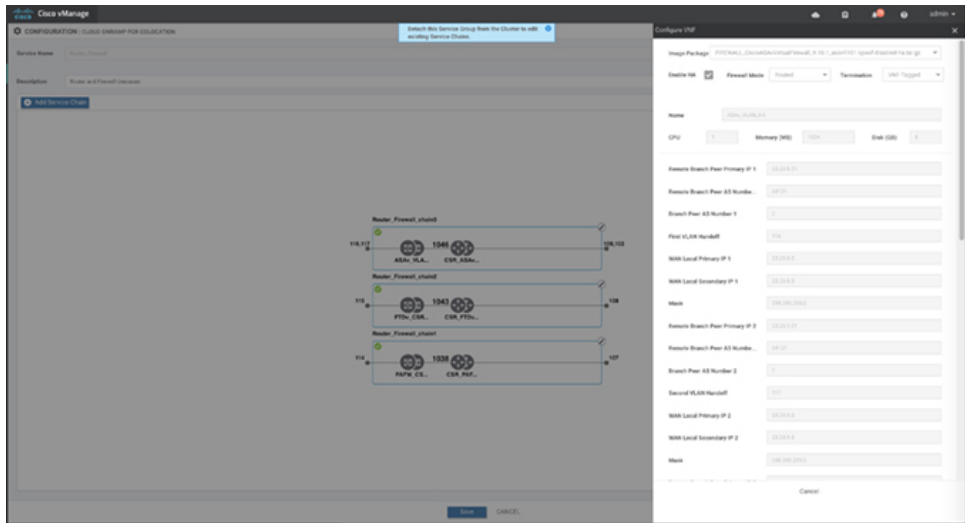 Cisco vManage
admin
CONFIGURATION | CLOUD ONRAMP FOR COLOCATION
Detach this Service Group from the Cluster to edit
existing Service Chains.
Configure VNF
Service Name
Router_Firewall
Description
Add Service Chain
Router_Firewall_chain3
116,117
1046
ASAv_VLA...
CSR_ASAv...
Router_Firewall_chain2
115
1043
108
FTDv_CSR...
CSR_FTDv...
Router_Firewall_chain1
114
1038
107
PAFW_CS...
CSR_PAF...
Save
CANCEL
Image Package
Enable HA
Firewall Mode
Routed
Termination
VNF-Tagged
Name
CPU
1
Memory (MB)
1024
Disk (GB)
8
Remote Branch Peer Primary IP 1
Remote Branch Peer AS Numbe...
Branch Peer AS Number 1
First VLAN Handoff
116
WAN Local Primary IP 1
WAN Local Secondary IP 1
Mask
Remote Branch Peer Primary IP 2
Remote Branch Peer AS Numbe...
Branch Peer AS Number 2
Second VLAN Handoff
117
WAN Local Primary IP 2
WAN Local Secondary IP 2
Mask
Cancel